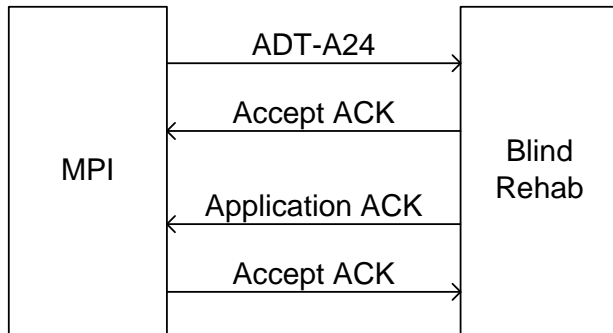 ADT-A24
Accept ACK
MPI
Blind
Rehab
Application ACK
Accept ACK